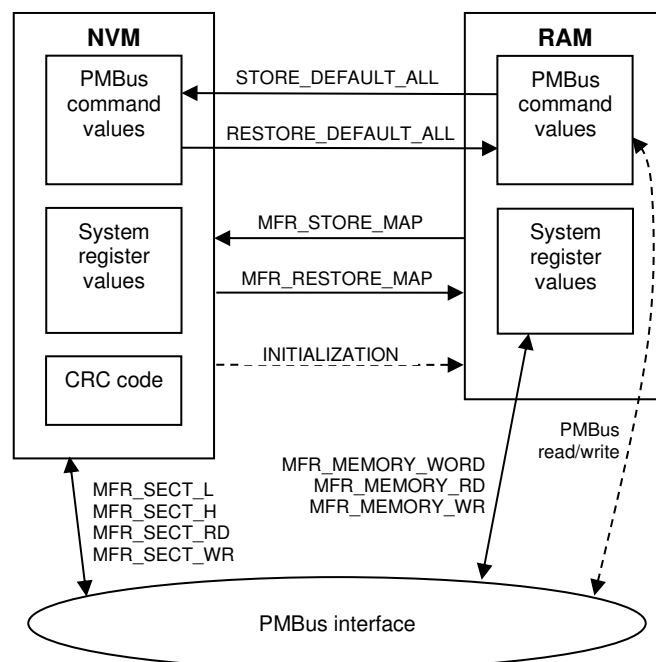 NVM
RAM
PMBus
command
values
STORE_DEFAULT_ALL
RESTORE_DEFAULT_ALL
PMBus
command
values
System
register
values
MFR_STORE_MAP
MFR_RESTORE_MAP
System
register
values
CRC code
INITIALIZATION
PMBus
read/write
MFR_SECT_L
MFR_SECT_H
MFR_SECT_RD
MFR_SECT_WR
MFR_MEMORY_WORD
MFR_MEMORY_RD
MFR_MEMORY_WR
PMBus interface